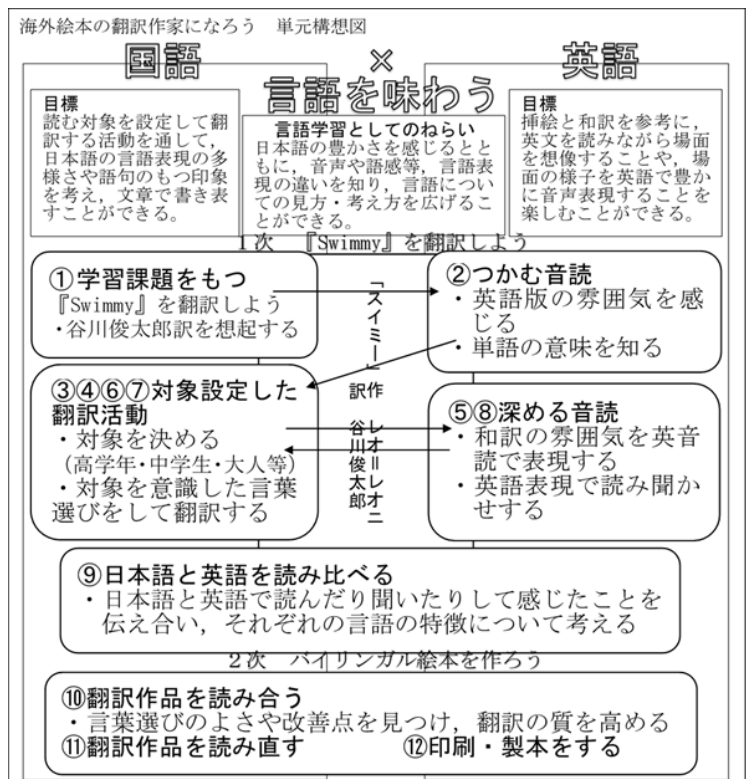 海外絵本の翻訳作家になろう 単元構想図
国語
×
英語
言語を味わう
目標
読む対象を設定して翻
訳する活動を通して,
日本語の言語表現の多
様さや語句のもつ印象
を考え,文章で書き表
すことができる。
言語学習としてのねらい
日本語の豊かさを感じるとと
もに,音声や語感等,言語表
現の違いを知り,言語につい
ての見方・考え方を広げるこ
とができる。
目標
挿絵と和訳を参考に,
英文を読みながら場面
を想像することや,場
面の様子を英語で豊か
に音声表現することを
楽しむことができる。
1次 『Swimmy』を翻訳しよう
①学習課題をもつ
『Swimmy』を翻訳しよう
・谷川俊太郎訳を想起する
②つかむ音読
・英語版の雰囲気を感
じる
・単語の意味を知る
「スイミー」
作 レオ=レオニ
訳 谷川俊太郎
③④⑥⑦対象設定した
翻訳活動
・対象を決める
(高学年・中学生・大人等)
・対象を意識した言葉
選びをして翻訳する
⑤⑧深める音読
・和訳の雰囲気を英音
読で表現する
・英語表現で読み聞か
せする
⑨日本語と英語を読み比べる
・日本語と英語で読んだり聞いたりして感じたことを
伝え合い,それぞれの言語の特徴について考える
2次 バイリンガル絵本を作ろう
⑩翻訳作品を読み合う
・言葉選びのよさや改善点を見つけ,翻訳の質を高める
⑪翻訳作品を読み直す ⑫印刷・製本をする